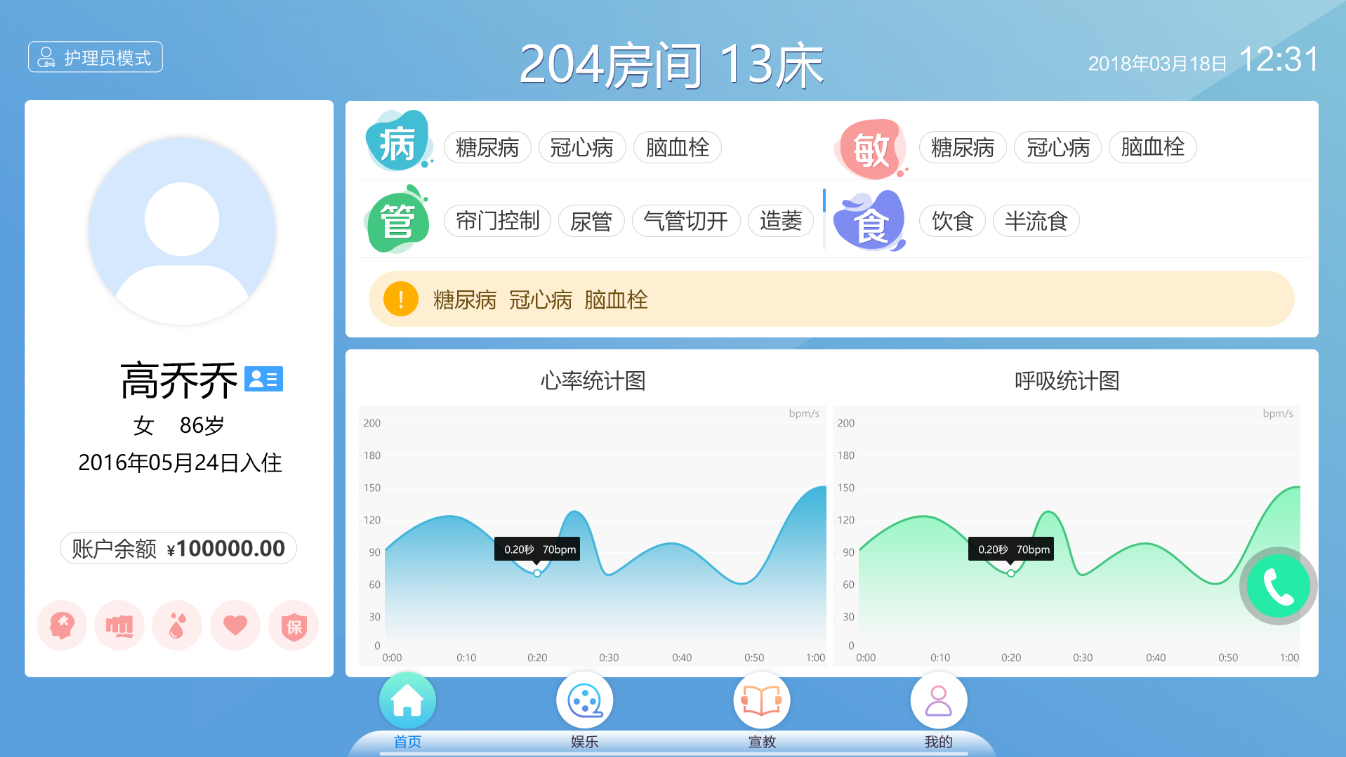 护理员模式
204房间 13床
2018年03月18日 12:31
病 糖尿病 冠心病 脑血栓
敏 糖尿病 冠心病 脑血栓
管 帘门控制 尿管 气管切开 造萎
食 饮食 半流食
! 糖尿病 冠心病 脑血栓
高乔乔
女 86岁
2016年05月24日入住
账户余额 ¥100000.00
保
心率统计图
bpm/s
200
180
150
120
90
60
30
0
0.20秒 70bpm
0:00 0:10 0:20 0:30 0:40 0:50 1:00
呼吸统计图
bpm/s
200
180
150
120
90
60
30
0
0.20秒 70bpm
0:00 0:10 0:20 0:30 0:40 0:50 1:00
首页 娱乐 宣教 我的